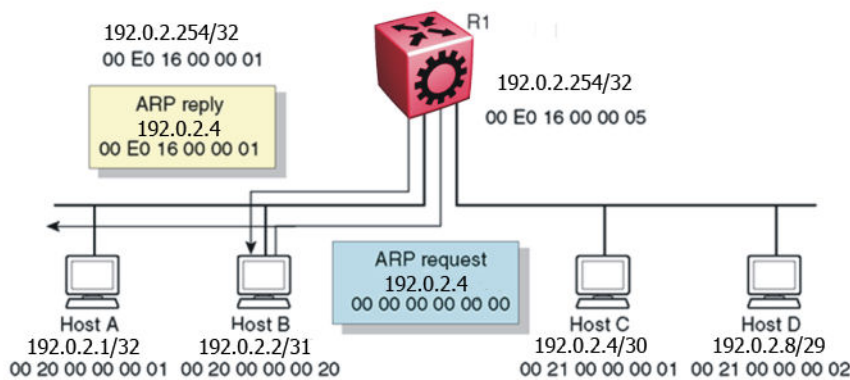 R1
192.0.2.254/32
00 E0 16 00 00 01
192.0.2.254/32
00 E0 16 00 00 05
ARP reply
192.0.2.4
00 E0 16 00 00 01
ARP request
192.0.2.4
00 00 00 00 00 00
Host A
192.0.2.1/32
00 20 00 00 00 01
Host B
192.0.2.2/31
00 20 00 00 00 20
Host C
192.0.2.4/30
00 21 00 00 00 01
Host D
192.0.2.8/29
00 21 00 00 00 02